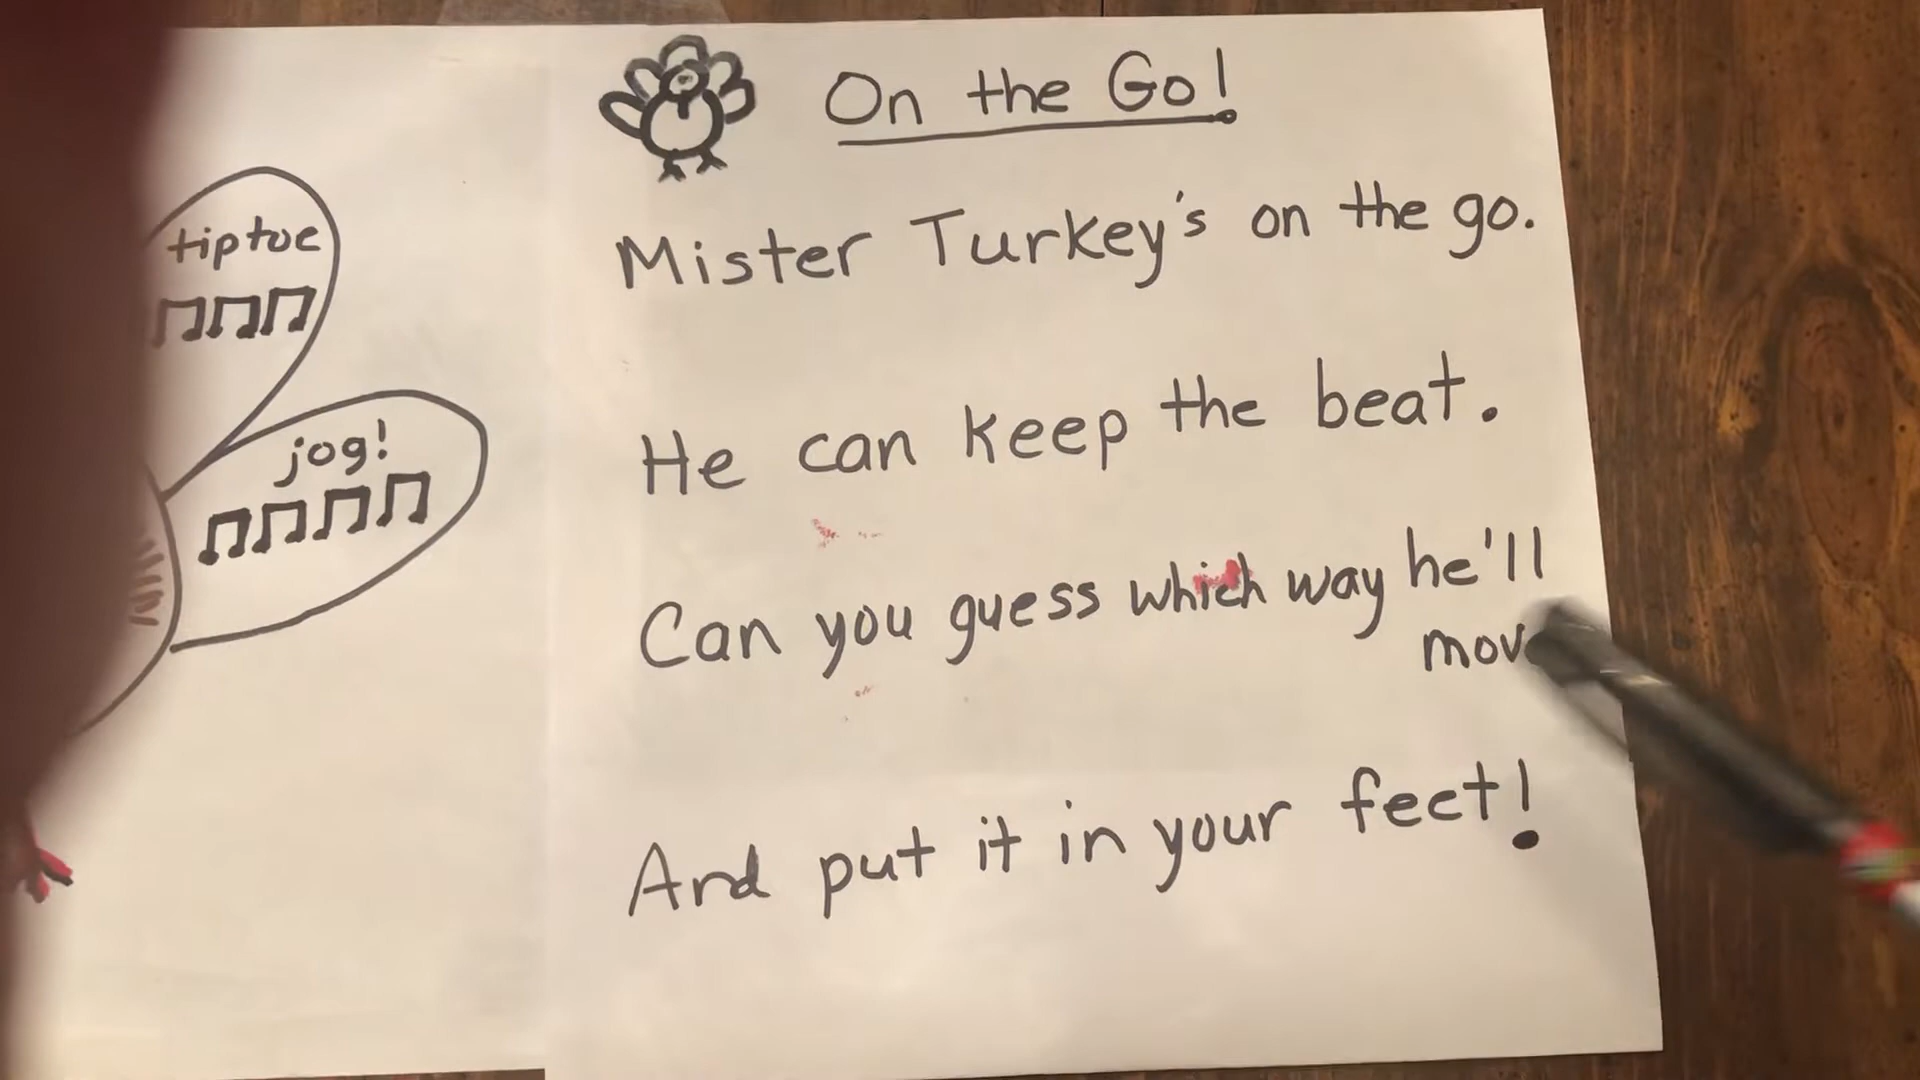 On the Go!
Mister Turkey's on the go.
He can keep the beat.
Can you guess which way he'll
And put it in your feet!
tiptoe
jog!